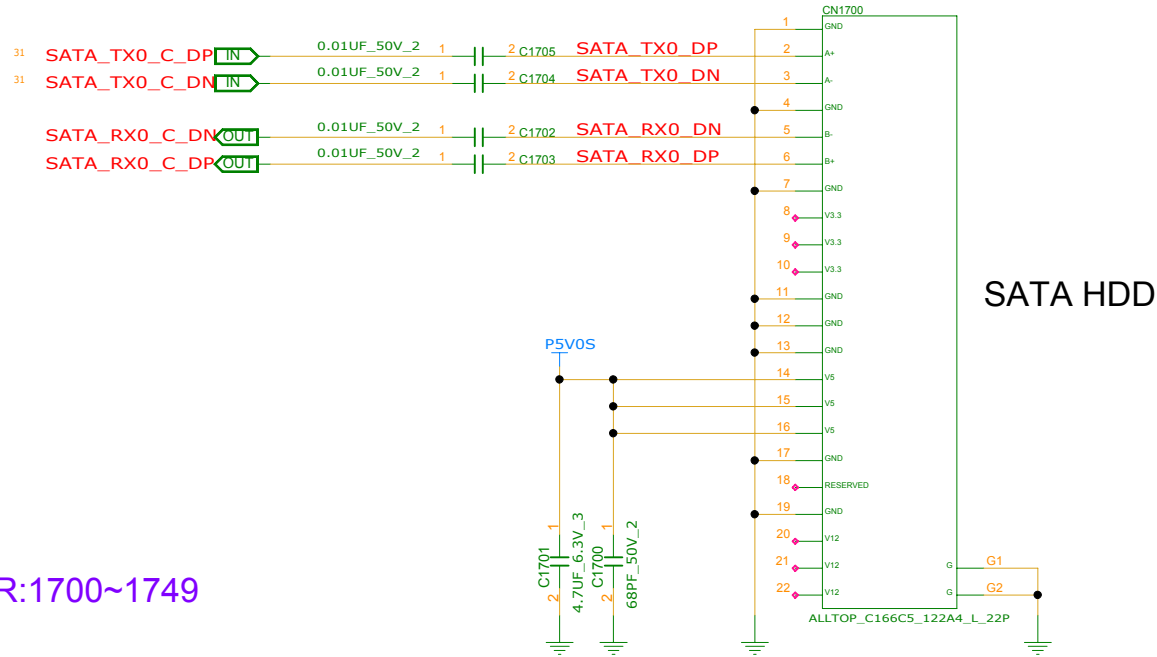 CN1700
1 GND
31 SATA_TX0_C_DP IN 0.01UF_50V_2 1 2 C1705 SATA_TX0_DP 2 A+
31 SATA_TX0_C_DN IN 0.01UF_50V_2 1 2 C1704 SATA_TX0_DN 3 A-
4 GND
SATA_RX0_C_DN OUT 0.01UF_50V_2 1 2 C1702 SATA_RX0_DN 5 B-
SATA_RX0_C_DP OUT 0.01UF_50V_2 1 2 C1703 SATA_RX0_DP 6 B+
7 GND
8 V3.3
9 V3.3
10 V3.3
11 GND
SATA HDD
12 GND
13 GND
P5V0S
14 V5
15 V5
16 V5
17 GND
18 RESERVED
19 GND
20 V12
21 V12 G G1
22 V12 G G2
1 C1701 2 4.7UF_6.3V_3
1 C1700 2 68PF_50V_2
R:1700~1749
ALLTOP_C166C5_122A4_L_22P